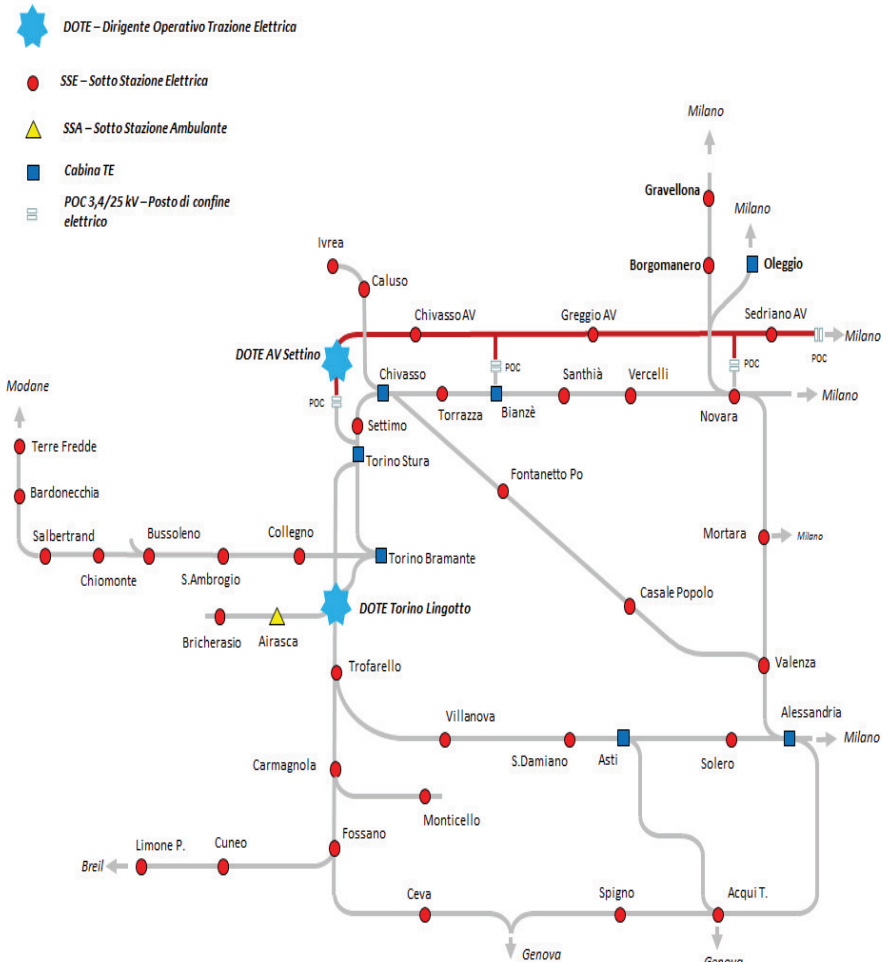 DOTE – Dirigente Operativo Trazione Elettrica
SSE – Sotto Stazione Elettrica
SSA – Sotto Stazione Ambulante
Cabina TE
POC 3,4/25 kV – Posto di confine
elettrico
Milano
Gravellona
Milano
Ivrea
Borgomanero
Oleggio
Caluso
Chivasso AV
Greggio AV
Sedriano AV
Milano
DOTE AV Settino
POC
POC
POC
Modane
Chivasso
Santhià
Vercelli
POC
Torrazza
Bianzè
Novara
Milano
Settimo
Terre Fredde
Torino Stura
Fontanetto Po
Bardonecchia
Salbertrand
Bussoleno
Collegno
Mortara
Milano
Chiomonte
S.Ambrogio
Torino Bramante
Casale Popolo
DOTE Torino Lingotto
Bricherasio
Airasca
Trofarello
Valenza
Villanova
Alessandria
Milano
Carmagnola
S.Damiano
Asti
Solero
Monticello
Fossano
Limone P.
Cuneo
Breil
Ceva
Spigno
Acqui T.
Genova
Genova